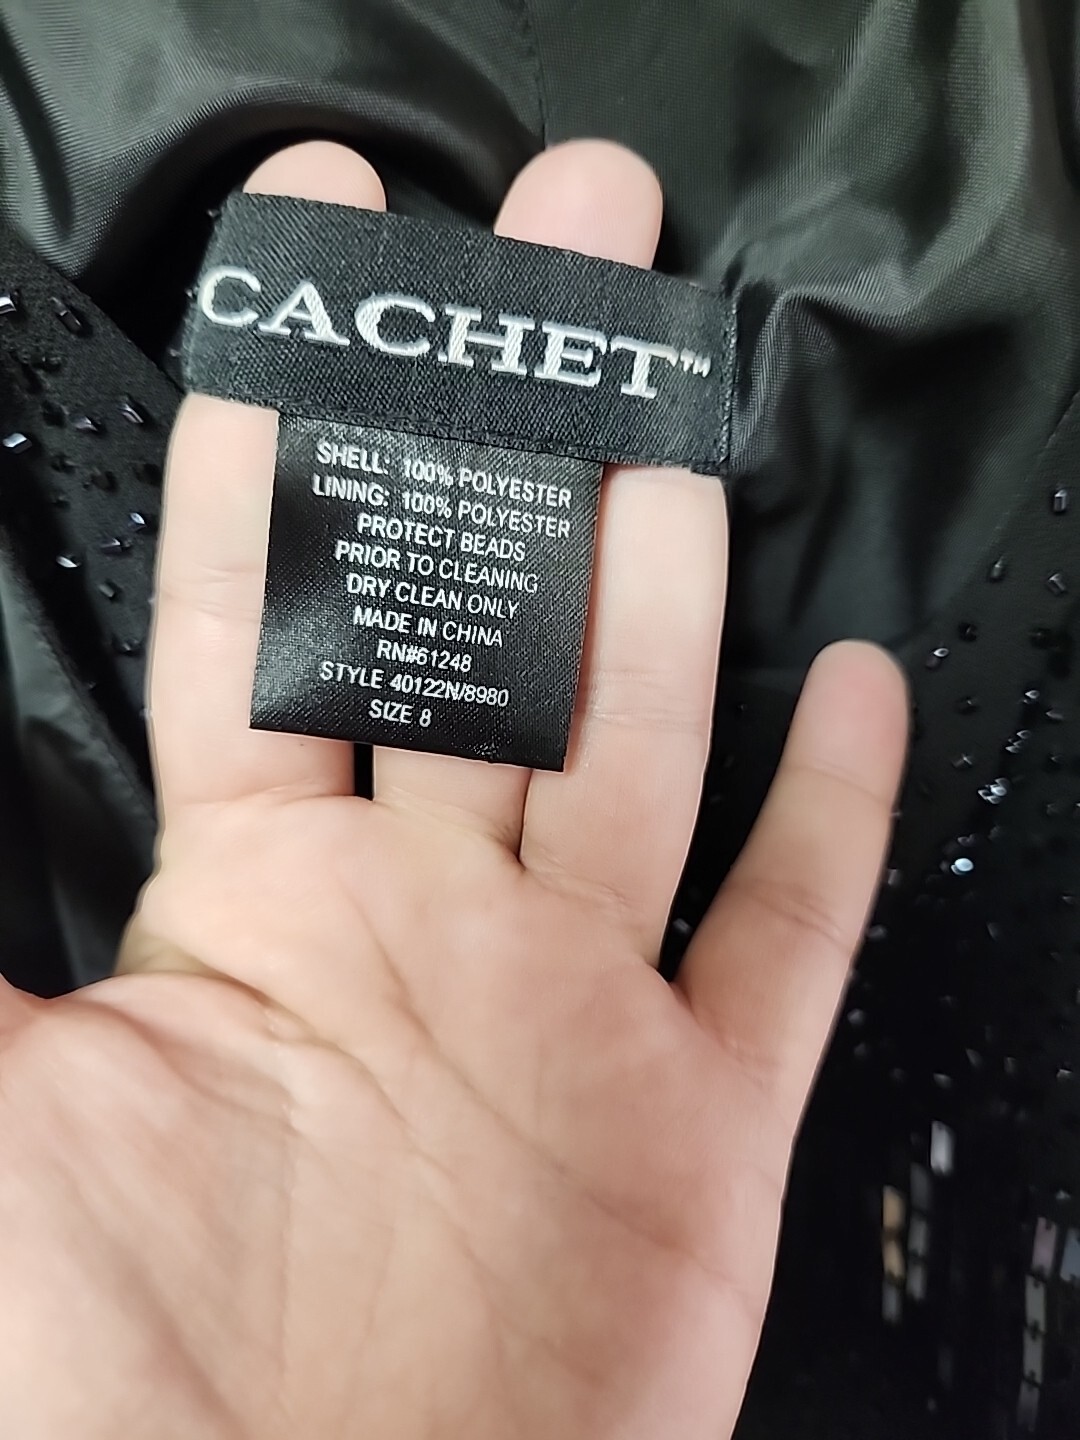 CACHET™
SHELL: 100% POLYESTER
LINING: 100% POLYESTER
PROTECT BEADS
PRIOR TO CLEANING
DRY CLEAN ONLY
MADE IN CHINA
RN#61248
STYLE 40122N/8980
SIZE 8